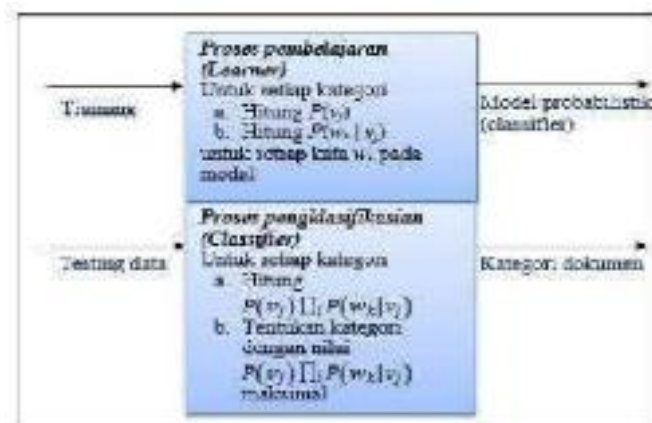 Proses pembelajaran
(Learner)
Untuk setiap kategori
a. Hitung P(vj)
b. Hitung P(wk | vj)
untuk setiap kata wk pada
model
Training
Model probabilistik
(classifier)
Proses pengklasifikasian
(Classifier)
Untuk setiap kategori
a. Hitung
P(vj) ∏i P(wk|vj)
b. Tentukan kategori
dengan nilai
P(vj) ∏i P(wk|vj)
maksimal
Testing data
Kategori dokumen